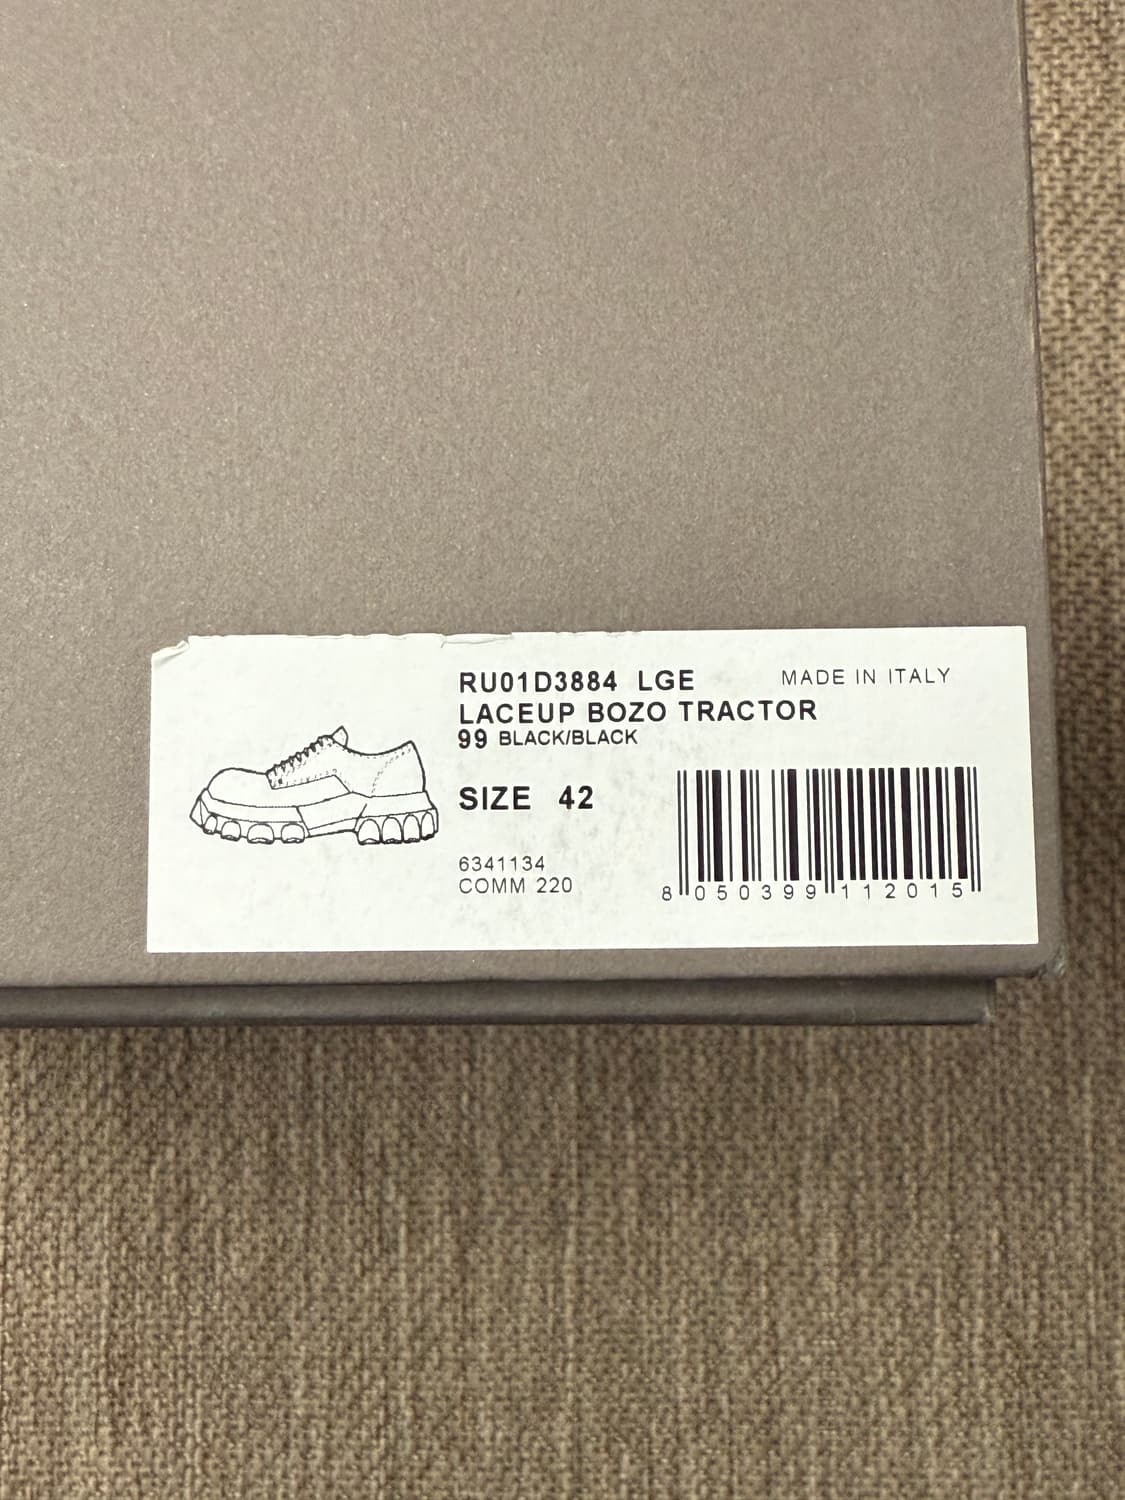 RU01D3884 LGE MADE IN ITALY
LACEUP BOZO TRACTOR
99 BLACK/BLACK
SIZE 42
6341134
COMM 220
8 050399 112015